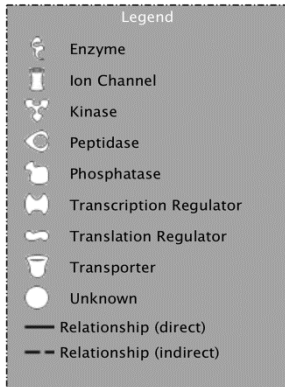 Legend
Enzyme
Ion Channel
Kinase
Peptidase
Phosphatase
Transcription Regulator
Translation Regulator
Transporter
Unknown
Relationship (direct)
Relationship (indirect)